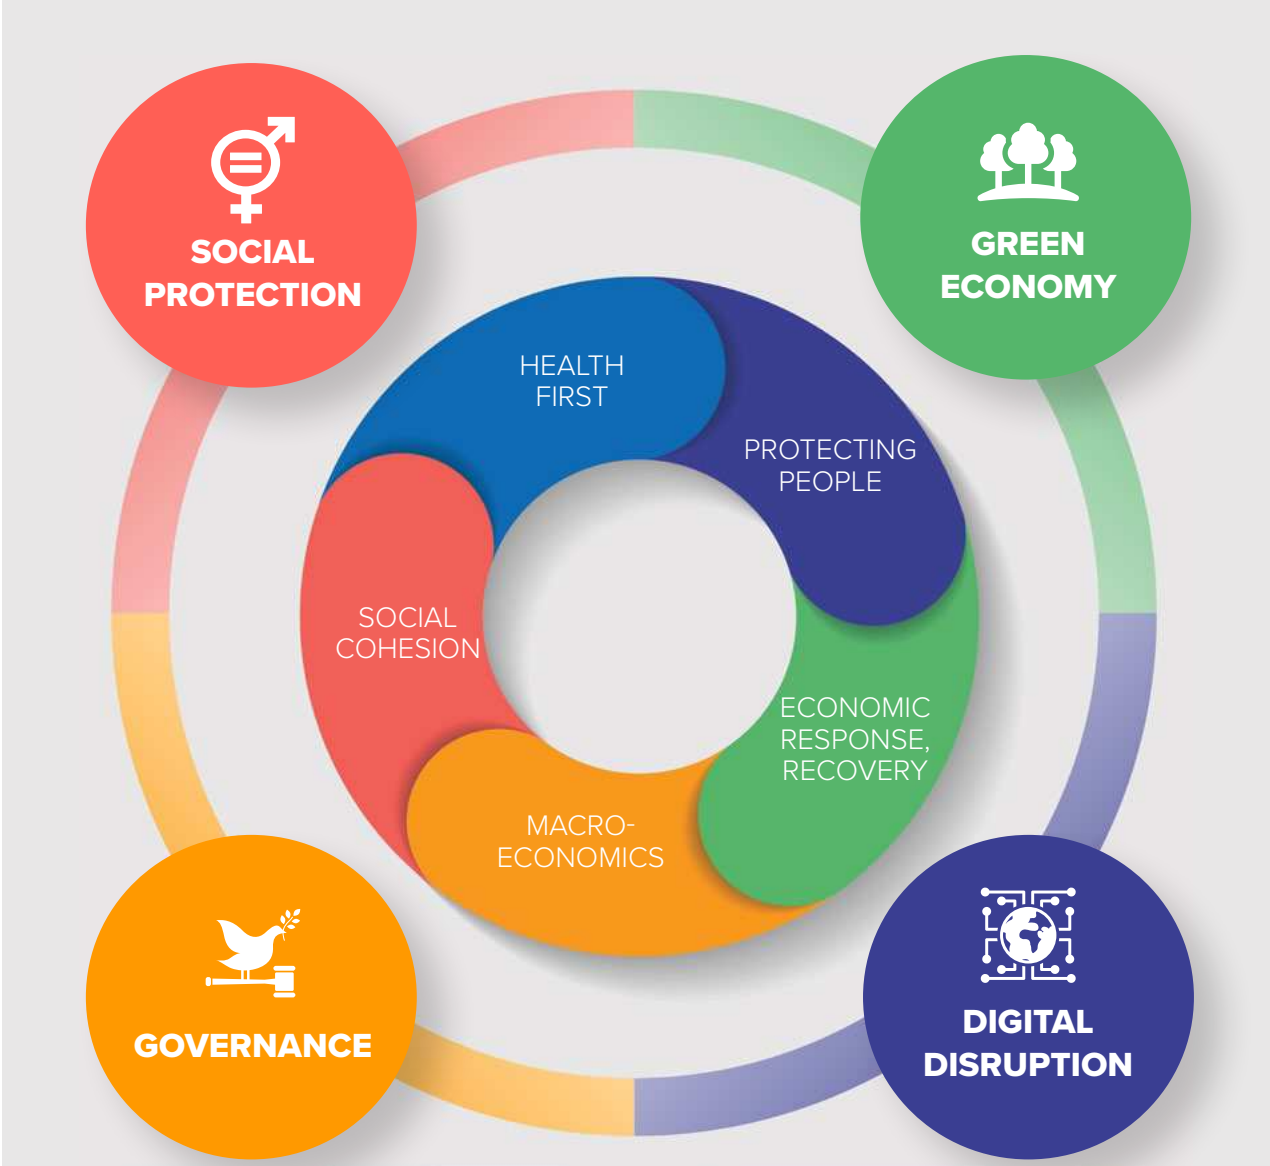 SOCIAL
PROTECTION
GREEN
ECONOMY
HEALTH
FIRST
PROTECTING
PEOPLE
SOCIAL
COHESION
ECONOMIC
RESPONSE,
RECOVERY
MACRO-
ECONOMICS
GOVERNANCE
DIGITAL
DISRUPTION